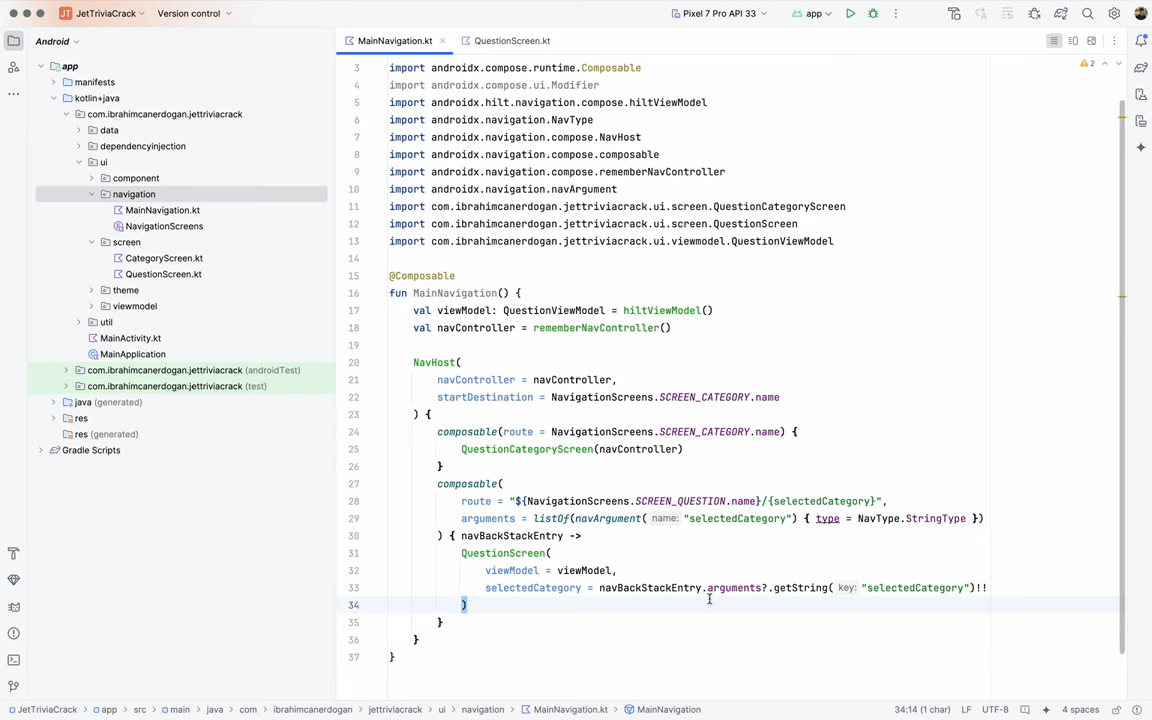 JT JetTriviaCrack Version control Pixel 7 Pro API 33 app
Android
MainNavigation.kt QuestionScreen.kt
app
manifests
kotlin+java
com.ibrahimcanerdogan.jettriviacrack
data
dependencyinjection
ui
component
navigation
MainNavigation.kt
NavigationScreens
screen
CategoryScreen.kt
QuestionScreen.kt
theme
viewmodel
util
MainActivity.kt
MainApplication
com.ibrahimcanerdogan.jettriviacrack (androidTest)
com.ibrahimcanerdogan.jettriviacrack (test)
java (generated)
res
res (generated)
Gradle Scripts
2
3 import androidx.compose.runtime.Composable
4 import androidx.compose.ui.Modifier
5 import androidx.hilt.navigation.compose.hiltViewModel
6 import androidx.navigation.NavType
7 import androidx.navigation.compose.NavHost
8 import androidx.navigation.compose.composable
9 import androidx.navigation.compose.rememberNavController
10 import androidx.navigation.navArgument
11 import com.ibrahimcanerdogan.jettriviacrack.ui.screen.QuestionCategoryScreen
12 import com.ibrahimcanerdogan.jettriviacrack.ui.screen.QuestionScreen
13 import com.ibrahimcanerdogan.jettriviacrack.ui.viewmodel.QuestionViewModel
14
15 @Composable
16 fun MainNavigation() {
17 val viewModel: QuestionViewModel = hiltViewModel()
18 val navController = rememberNavController()
19
20 NavHost(
21 navController = navController,
22 startDestination = NavigationScreens.SCREEN_CATEGORY.name
23 ) {
24 composable(route = NavigationScreens.SCREEN_CATEGORY.name) {
25 QuestionCategoryScreen(navController)
26 }
27 composable(
28 route = "${NavigationScreens.SCREEN_QUESTION.name}/{selectedCategory}",
29 arguments = listOf(navArgument( name: "selectedCategory") { type = NavType.StringType })
30 ) { navBackStackEntry ->
31 QuestionScreen(
32 viewModel = viewModel,
33 selectedCategory = navBackStackEntry.arguments?.getString( key: "selectedCategory")!!
34 )
35 }
36 }
37 }
JetTriviaCrack > app > src > main > java > com > ibrahimcanerdogan > jettriviacrack > ui > navigation > MainNavigation.kt > MainNavigation 34:14 (1 char) LF UTF-8 4 spaces